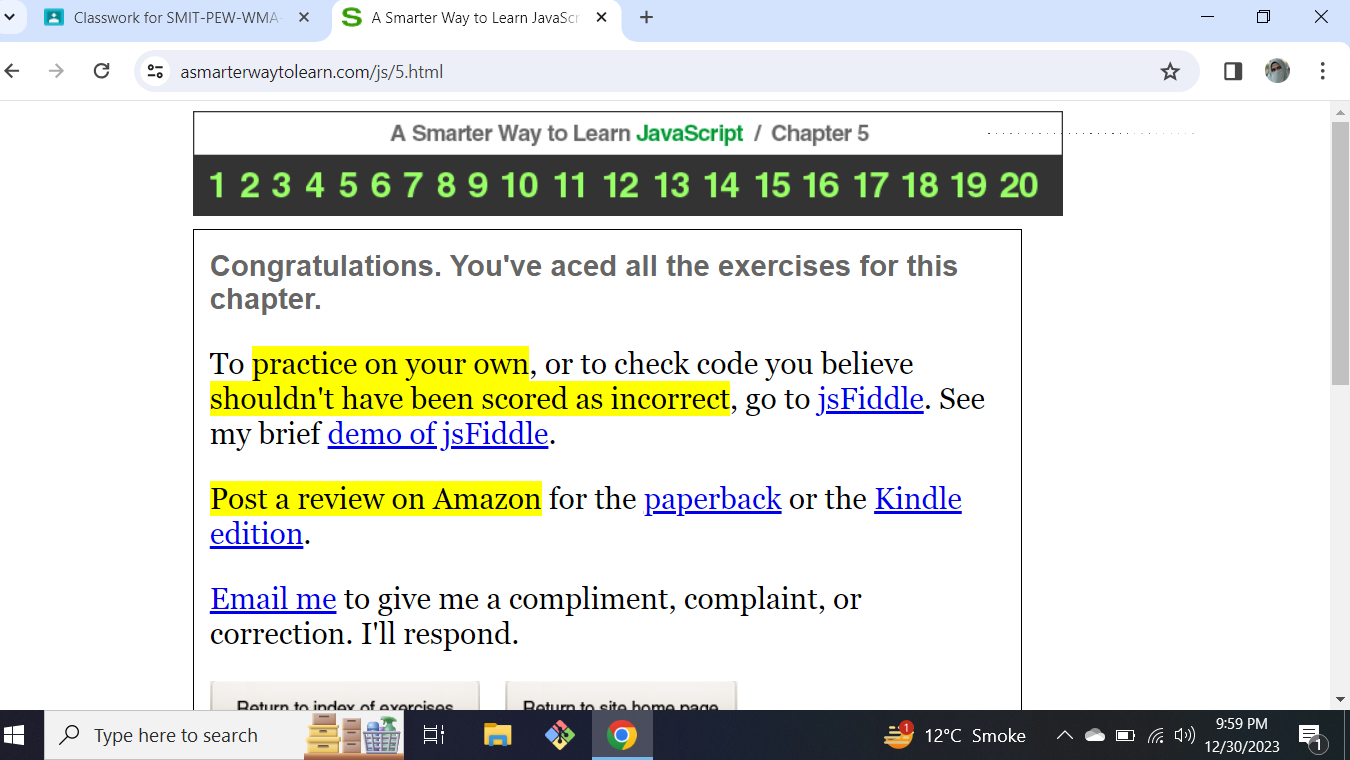 Classwork for SMIT-PEW-WMA-
A Smarter Way to Learn JavaScr
asmarterwaytolearn.com/js/5.html
A Smarter Way to Learn JavaScript / Chapter 5
1 2 3 4 5 6 7 8 9 10 11 12 13 14 15 16 17 18 19 20
Congratulations. You've aced all the exercises for this
chapter.
To practice on your own, or to check code you believe
shouldn't have been scored as incorrect, go to jsFiddle. See
my brief demo of jsFiddle.
Post a review on Amazon for the paperback or the Kindle
edition.
Email me to give me a compliment, complaint, or
correction. I'll respond.
Return to index of exercises
Return to site home page
Type here to search
1
12°C Smoke
9:59 PM
12/30/2023
1